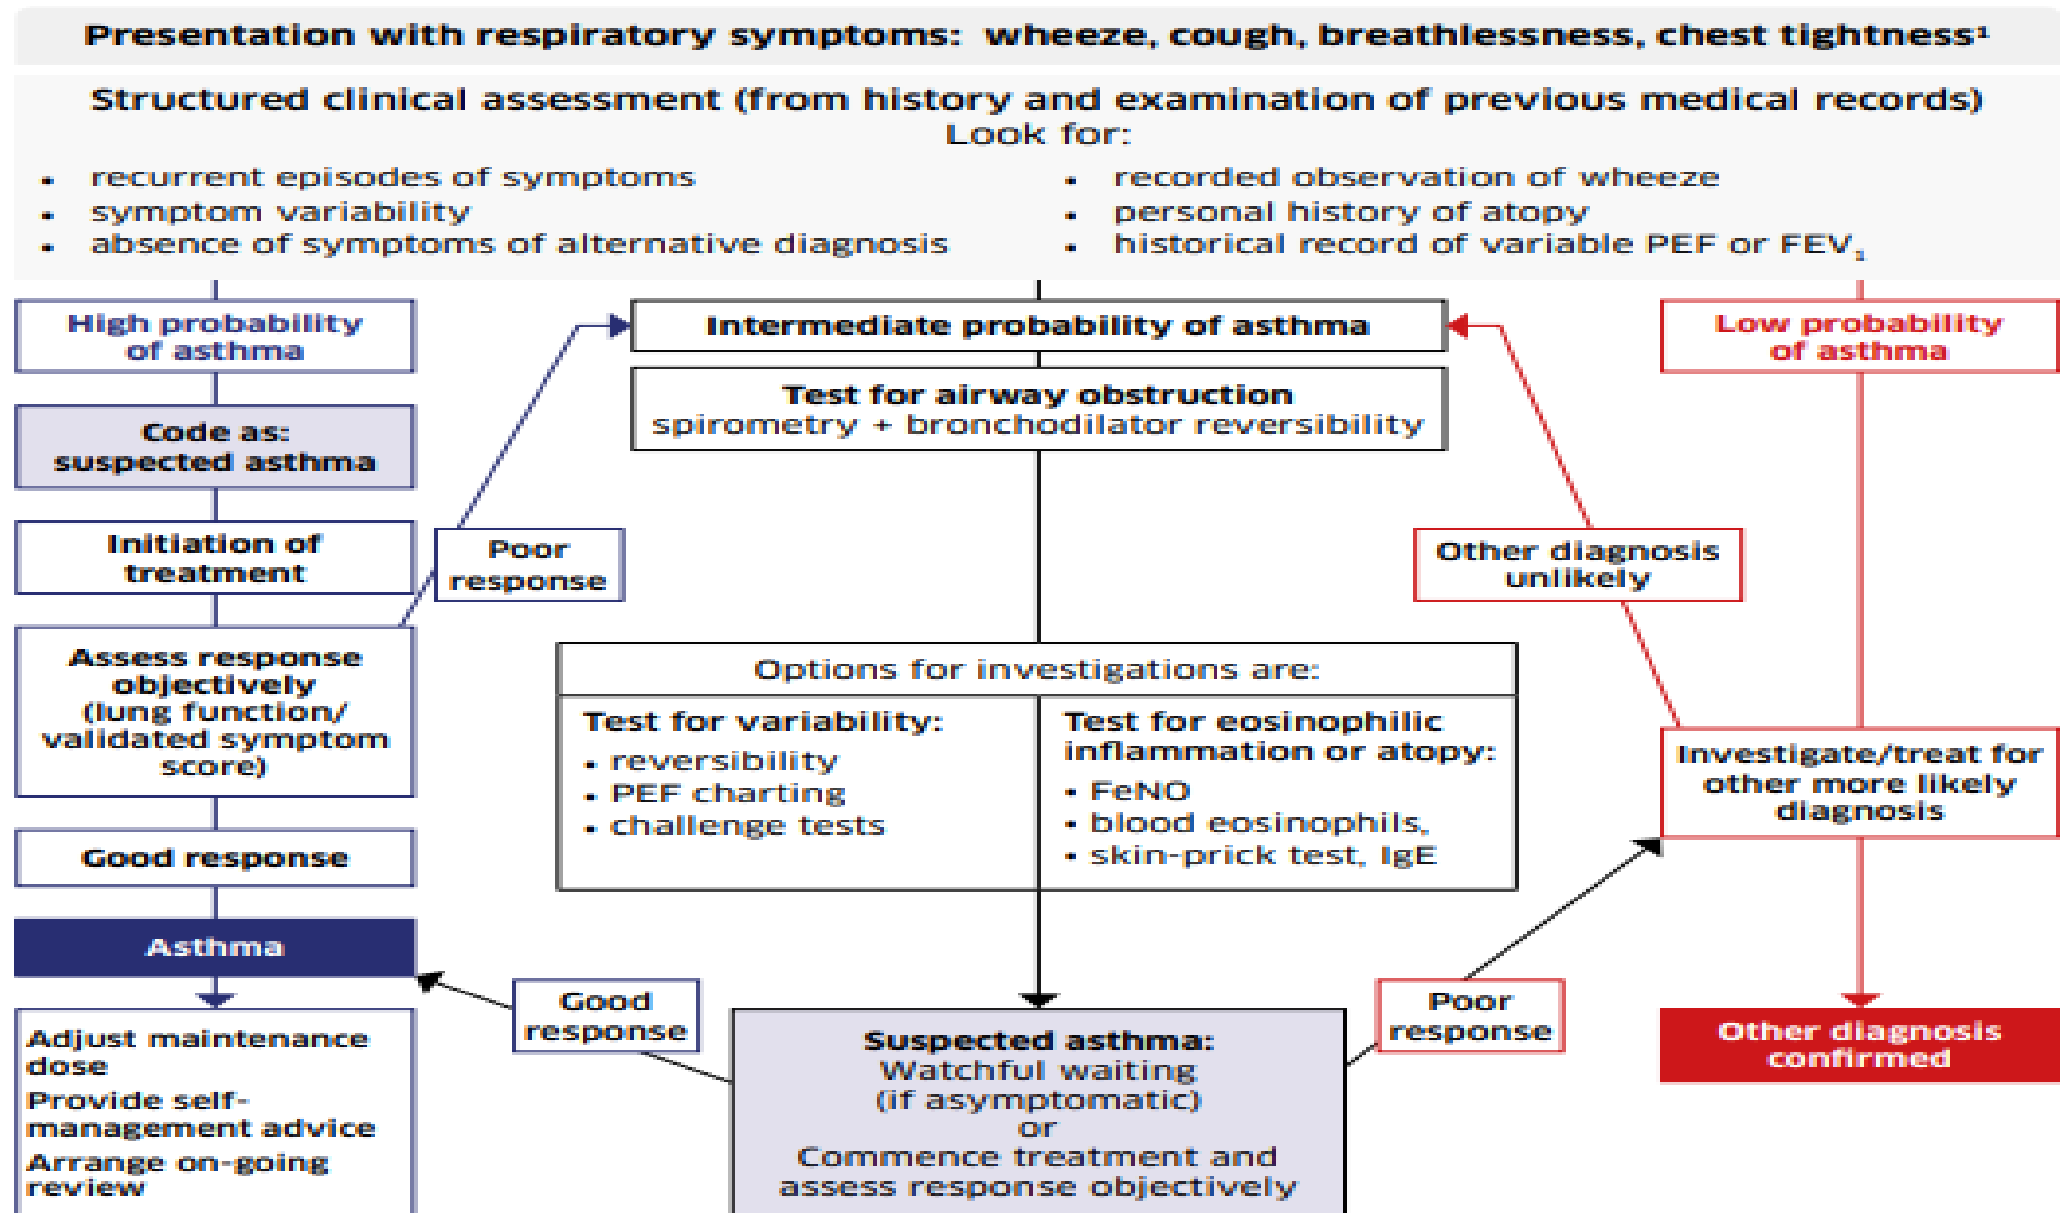 Presentation with respiratory symptoms: wheeze, cough, breathlessness, chest tightness¹
Structured clinical assessment (from history and examination of previous medical records)
Look for:
• recurrent episodes of symptoms
• symptom variability
• absence of symptoms of alternative diagnosis
• recorded observation of wheeze
• personal history of atopy
• historical record of variable PEF or FEV₁
High probability
of asthma
Code as:
suspected asthma
Initiation of
treatment
Assess response
objectively
(lung function/
validated symptom
score)
Good response
Asthma
Adjust maintenance
dose
Provide self-
management advice
Arrange on-going
review
Poor
response
Good
response
Intermediate probability of asthma
Test for airway obstruction
spirometry + bronchodilator reversibility
Options for investigations are:
Test for variability:
• reversibility
• PEF charting
• challenge tests
Test for eosinophilic
inflammation or atopy:
• FeNO
• blood eosinophils,
• skin-prick test, IgE
Suspected asthma:
Watchful waiting
(if asymptomatic)
or
Commence treatment and
assess response objectively
Other diagnosis
unlikely
Poor
response
Low probability
of asthma
Investigate/treat for
other more likely
diagnosis
Other diagnosis
confirmed